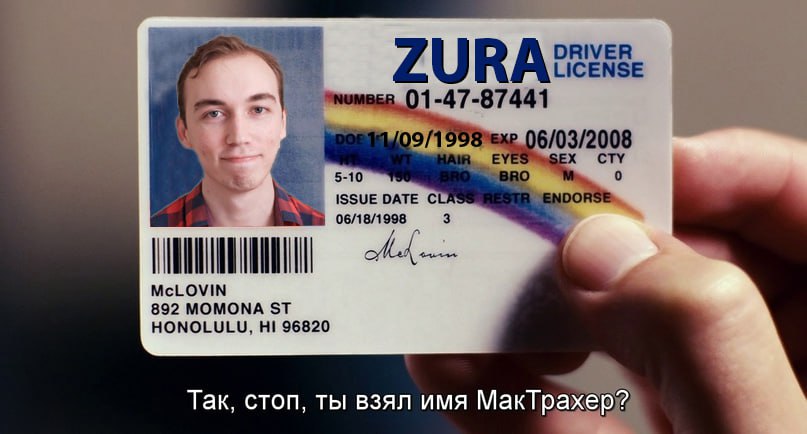 ZURA DRIVER LICENSE
NUMBER 01-47-87441
DOE 11/09/1998 EXP 06/03/2008
HT WT HAIR EYES SEX CTY
5-10 150 BRO BRO M 0
ISSUE DATE CLASS RESTR ENDORSE
06/18/1998 3
McLovin
McLOVIN
892 MOMONA ST
HONOLULU, HI 96820
Так, стоп, ты взял имя МакТрахер?